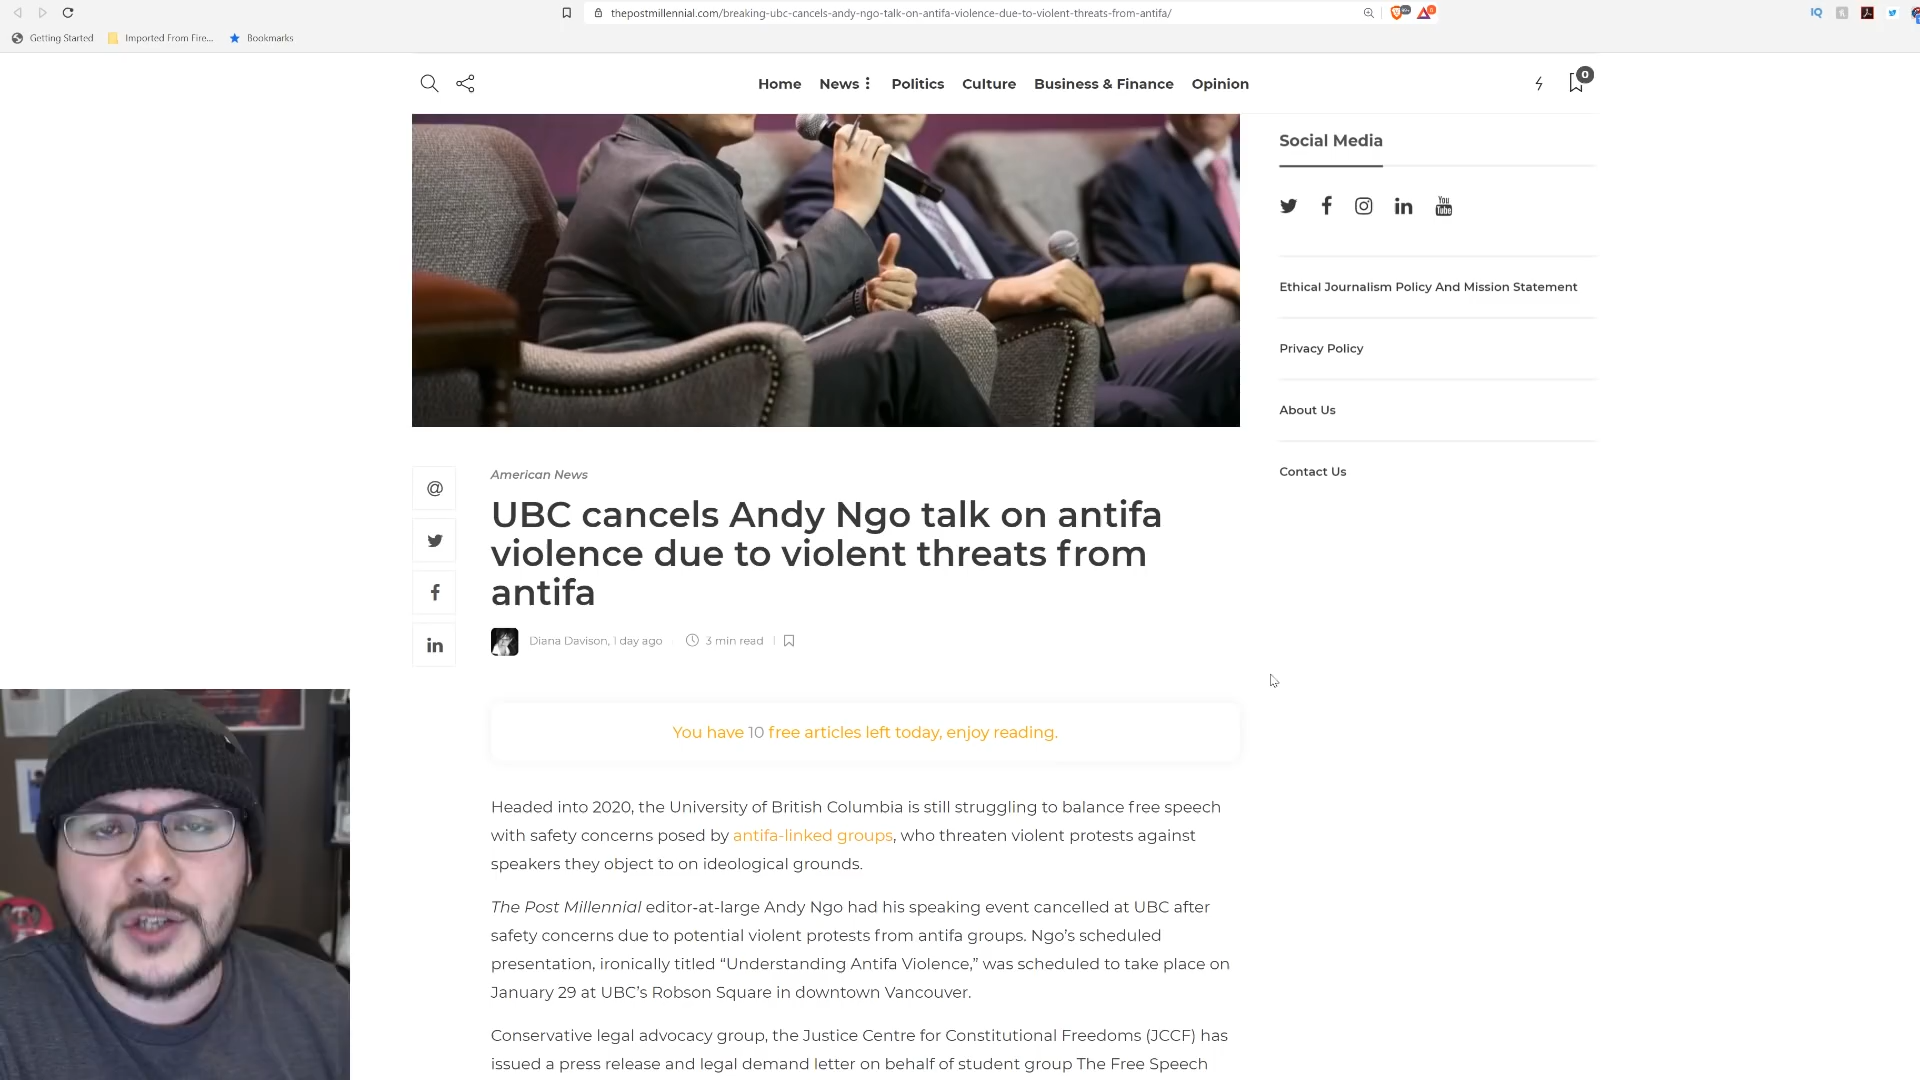 thepostmillennial.com/breaking-ubc-cancels-andy-ngo-talk-on-antifa-violence-due-to-violent-threats-from-antifa/
IQ
Getting Started
Imported From Fire...
Bookmarks
Home
News
Politics
Culture
Business & Finance
Opinion
0
Social Media
You Tube
Ethical Journalism Policy And Mission Statement
Privacy Policy
About Us
Contact Us
American News
UBC cancels Andy Ngo talk on antifa
violence due to violent threats from
antifa
Diana Davison, 1 day ago
3 min read
You have 10 free articles left today, enjoy reading.
Headed into 2020, the University of British Columbia is still struggling to balance free speech
with safety concerns posed by antifa-linked groups, who threaten violent protests against
speakers they object to on ideological grounds.
The Post Millennial editor-at-large Andy Ngo had his speaking event cancelled at UBC after
safety concerns due to potential violent protests from antifa groups. Ngo’s scheduled
presentation, ironically titled “Understanding Antifa Violence,” was scheduled to take place on
January 29 at UBC’s Robson Square in downtown Vancouver.
Conservative legal advocacy group, the Justice Centre for Constitutional Freedoms (JCCF) has
issued a press release and legal demand letter on behalf of student group The Free Speech